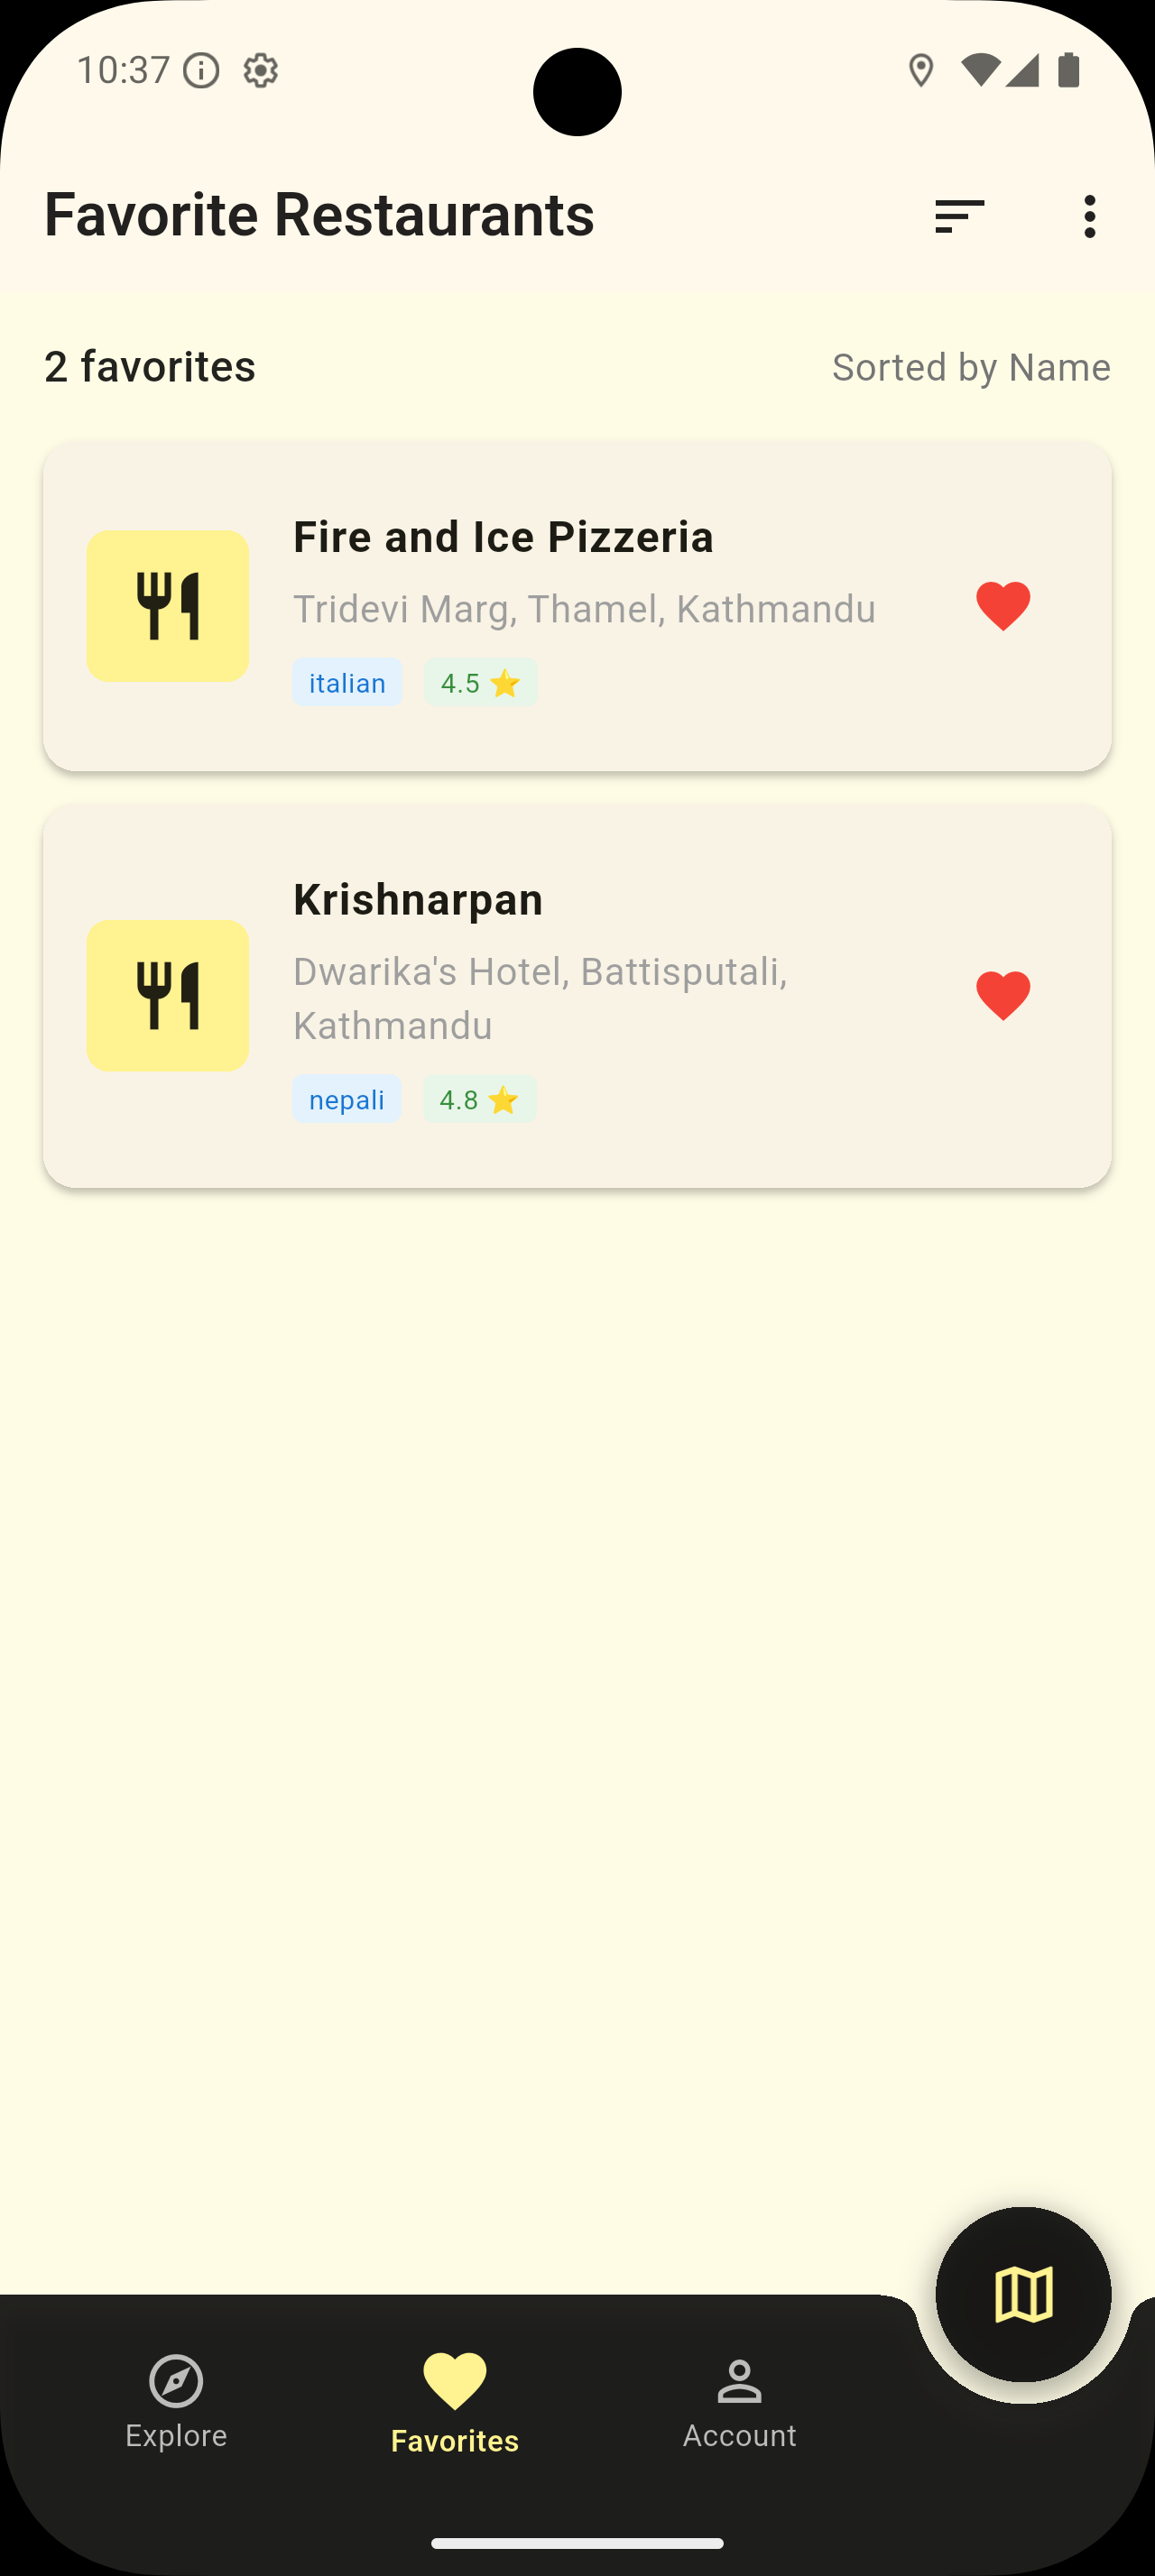 10:37
Favorite Restaurants
2 favorites
Sorted by Name
Fire and Ice Pizzeria
Tridevi Marg, Thamel, Kathmandu
italian
4.5 ⭐
Krishnarpan
Dwarika's Hotel, Battisputali,
Kathmandu
nepali
4.8 ⭐
Explore
Favorites
Account